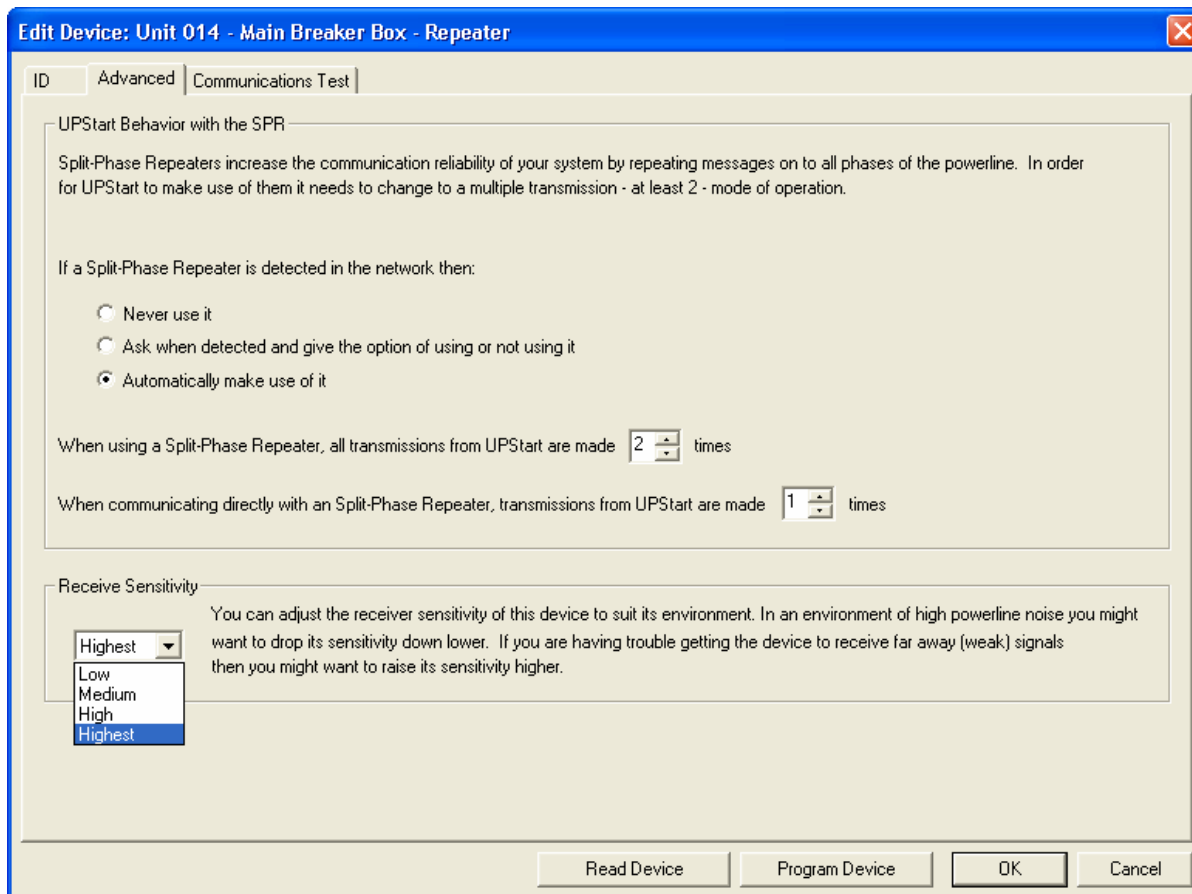 Edit Device: Unit 014 - Main Breaker Box - Repeater
ID
Advanced
Communications Test
UPStart Behavior with the SPR
Split-Phase Repeaters increase the communication reliability of your system by repeating messages on to all phases of the powerline. In order
for UPStart to make use of them it needs to change to a multiple transmission - at least 2 - mode of operation.
If a Split-Phase Repeater is detected in the network then:
Never use it
Ask when detected and give the option of using or not using it
Automatically make use of it
When using a Split-Phase Repeater, all transmissions from UPStart are made 2 times
When communicating directly with an Split-Phase Repeater, transmissions from UPStart are made 1 times
Receive Sensitivity
You can adjust the receiver sensitivity of this device to suit its environment. In an environment of high powerline noise you might
want to drop its sensitivity down lower. If you are having trouble getting the device to receive far away (weak) signals
then you might want to raise its sensitivity higher.
Highest
Low
Medium
High
Highest
Read Device
Program Device
OK
Cancel